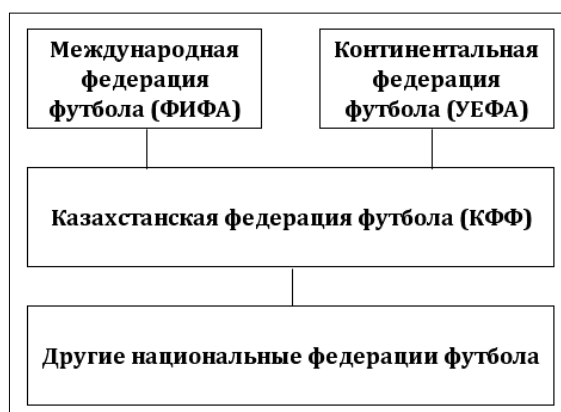 Международная
федерация
футбола (ФИФА)
Континентальная
федерация
футбола (УЕФА)
Казахстанская федерация футбола (КФФ)
Другие национальные федерации футбола